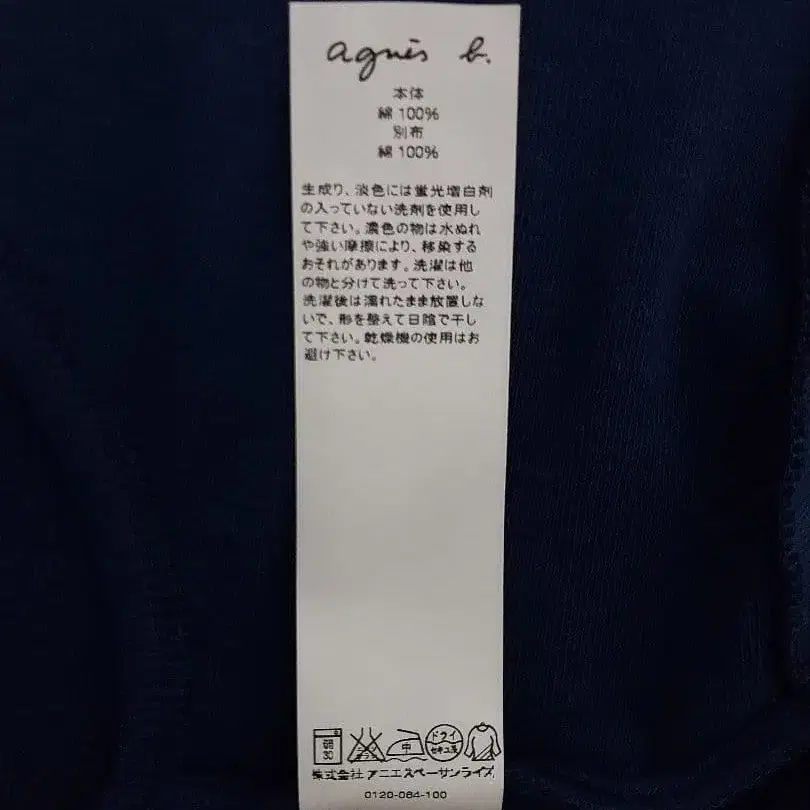 agnès b.
本体
綿 100%
別布
綿 100%
生成り、淡色には蛍光増白剤
の入っていない洗剤を使用し
て下さい。濃色の物は水ぬれ
や強い摩擦により、移染する
おそれがあります。洗濯は他
の物と分けて洗って下さい。
洗濯後は濡れたまま放置しな
いで、形を整えて日陰で干し
て下さい。乾燥機の使用はお
避け下さい。
弱 30 中 ドライ セキユ系
株式会社 アニエスベーサンライズ
0120-084-100